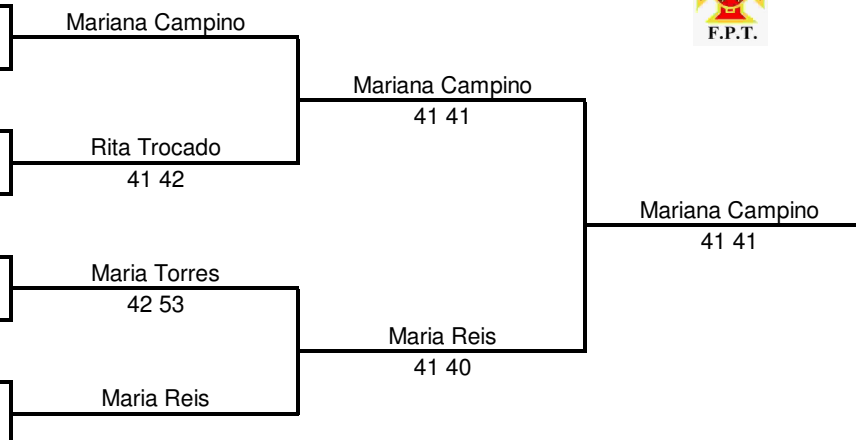 Mariana Campino
F.P.T.
Mariana Campino
41 41
Rita Trocado
41 42
Mariana Campino
41 41
Maria Torres
42 53
Maria Reis
41 40
Maria Reis